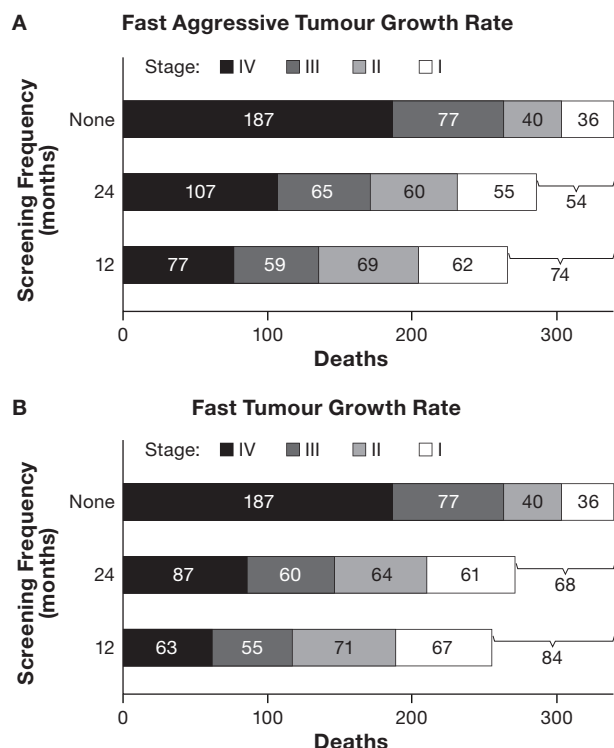 A Fast Aggressive Tumour Growth Rate
Stage: IV III II I
Screening Frequency
(months)
None 187 77 40 36
24 107 65 60 55 54
12 77 59 69 62 74
0 100 200 300
Deaths
B Fast Tumour Growth Rate
Stage: IV III II I
Screening Frequency
(months)
None 187 77 40 36
24 87 60 64 61 68
12 63 55 71 67 84
0 100 200 300
Deaths